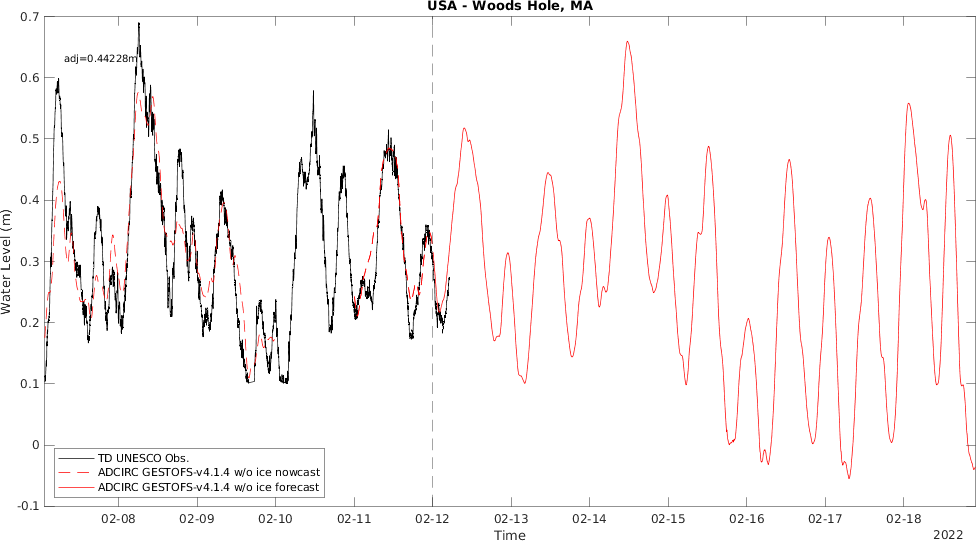 USA - Woods Hole, MA
adj=0.44228m
Water Level (m)
0.7
0.6
0.5
0.4
0.3
0.2
0.1
0
-0.1
TD UNESCO Obs.
ADCIRC GESTOFS-v4.1.4 w/o ice nowcast
ADCIRC GESTOFS-v4.1.4 w/o ice forecast
02-08 02-09 02-10 02-11 02-12 02-13 02-14 02-15 02-16 02-17 02-18
Time
2022